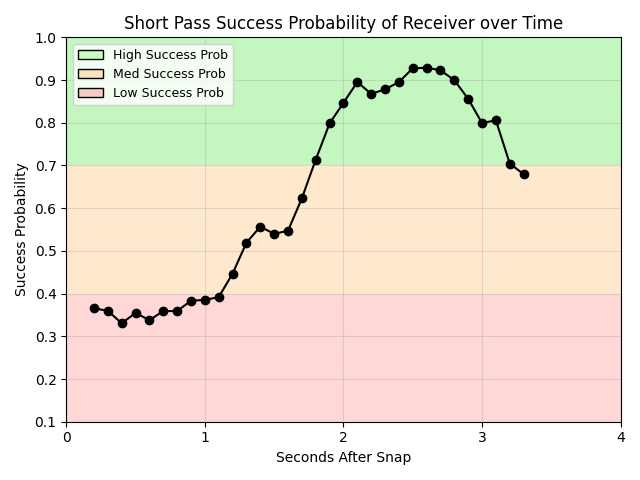 Short Pass Success Probability of Receiver over Time
High Success Prob
Med Success Prob
Low Success Prob
Success Probability
1.0
0.9
0.8
0.7
0.6
0.5
0.4
0.3
0.2
0.1
0 1 2 3 4
Seconds After Snap